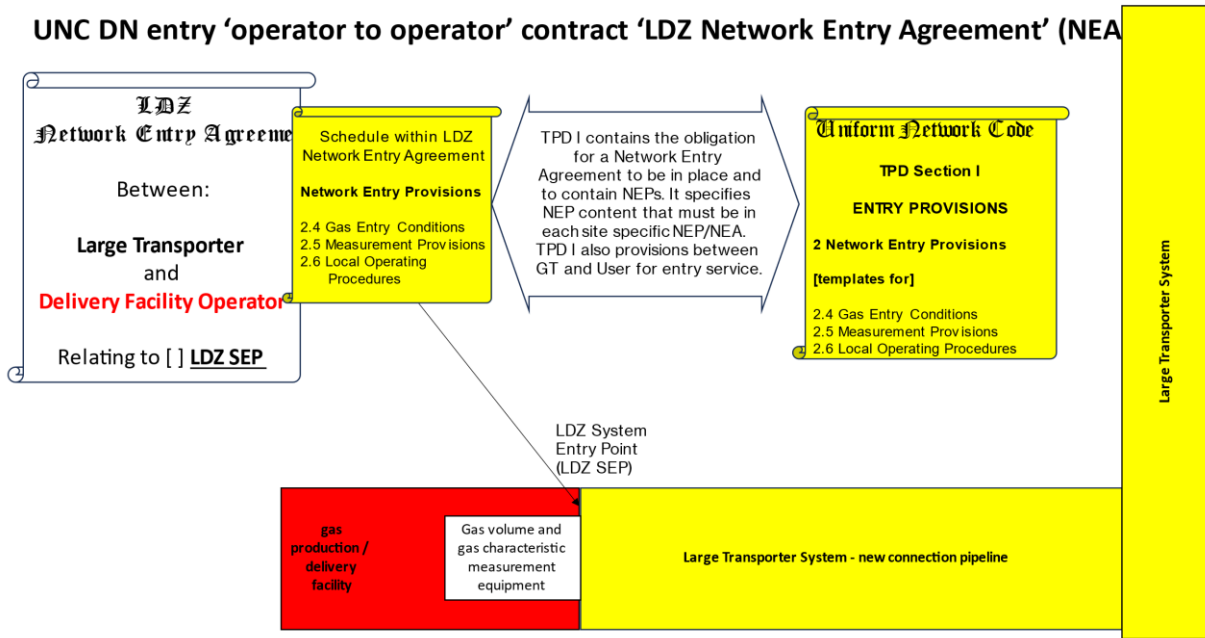 UNC DN entry ‘operator to operator’ contract ‘LDZ Network Entry Agreement’ (NEA
LDZ
Network Entry Agreeme
Between:
Large Transporter
and
Delivery Facility Operator
Relating to [ ] LDZ SEP
Schedule within LDZ
Network Entry Agreement
Network Entry Provisions
2.4 Gas Entry Conditions
2.5 Measurement Provisions
2.6 Local Operating
Procedures
TPD I contains the obligation
for a Network Entry
Agreement to be in place and
to contain NEPs. It specifies
NEP content that must be in
each site specific NEP/NEA.
TPD I also provisions between
GT and User for entry service.
Uniform Network Code
TPD Section I
ENTRY PROVISIONS
2 Network Entry Provisions
[templates for]
2.4 Gas Entry Conditions
2.5 Measurement Provisions
2.6 Local Operating Procedures
Large Transporter System
LDZ System
Entry Point
(LDZ SEP)
gas
production /
delivery
facility
Gas volume and
gas characteristic
measurement
equipment
Large Transporter System - new connection pipeline